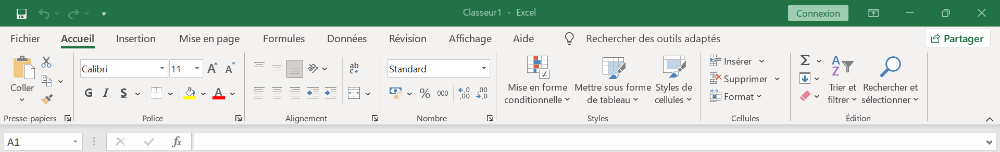 Classeur1 - Excel
Connexion
Fichier Accueil Insertion Mise en page Formules Données Révision Affichage Aide Rechercher des outils adaptés Partager
Coller
Presse-papiers
Calibri 11
G I S A
Police
ab
c
Alignement
Standard
% 000 ,0 ,00 ,00 ,0
Nombre
Mise en forme
conditionnelle
Mettre sous forme
de tableau
Styles de
cellules
Styles
Insérer
Supprimer
Format
Cellules
Σ
A
Z
Trier et
filtrer
Rechercher et
sélectionner
Édition
A1 fx